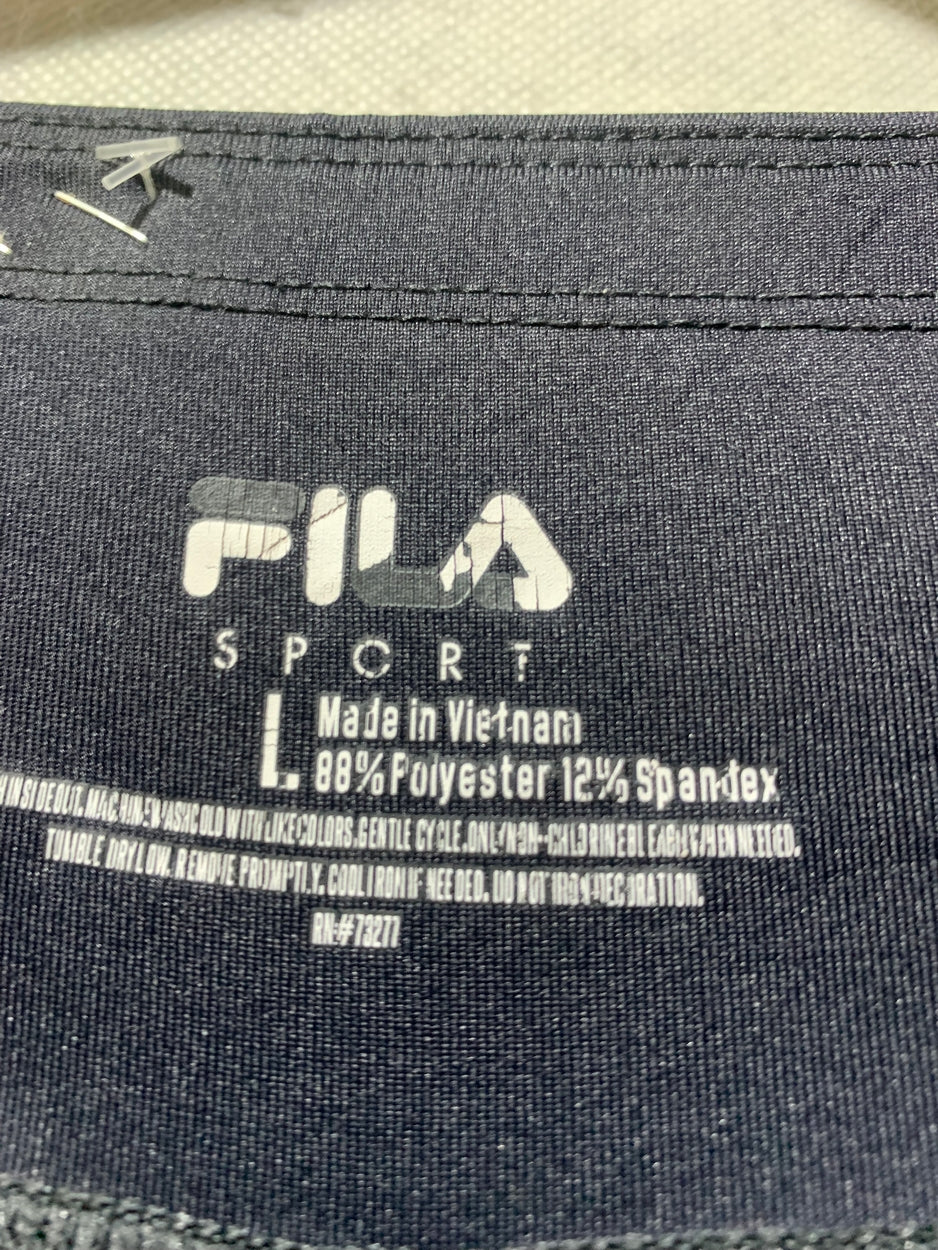 FILA
SPORT
L
Made in Vietnam
88% Polyester 12% Spandex
INSIDE OUT. MACHINE WASH COLD WITH LIKE COLORS. GENTLE CYCLE. ONLY NON-CHLORINE BLEACH WHEN NEEDED.
TUMBLE DRY LOW. REMOVE PROMPTLY. COOL IRON IF NEEDED. DO NOT IRON DECORATION.
RN#73277